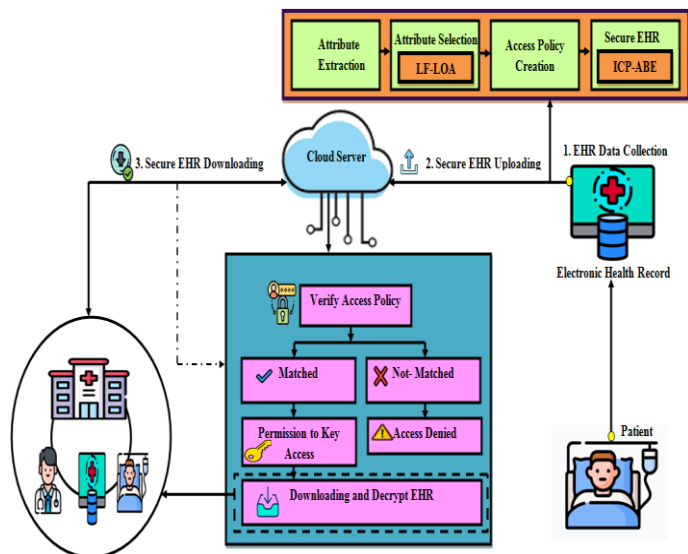 Attribute
Extraction
Attribute Selection
LF-LOA
Access Policy
Creation
Secure EHR
ICP-ABE
3. Secure EHR Downloading
Cloud Server
2. Secure EHR Uploading
1. EHR Data Collection
Electronic Health Record
Verify Access Policy
Matched
Not- Matched
Permission to Key
Access
Access Denied
Downloading and Decrypt EHR
Patient